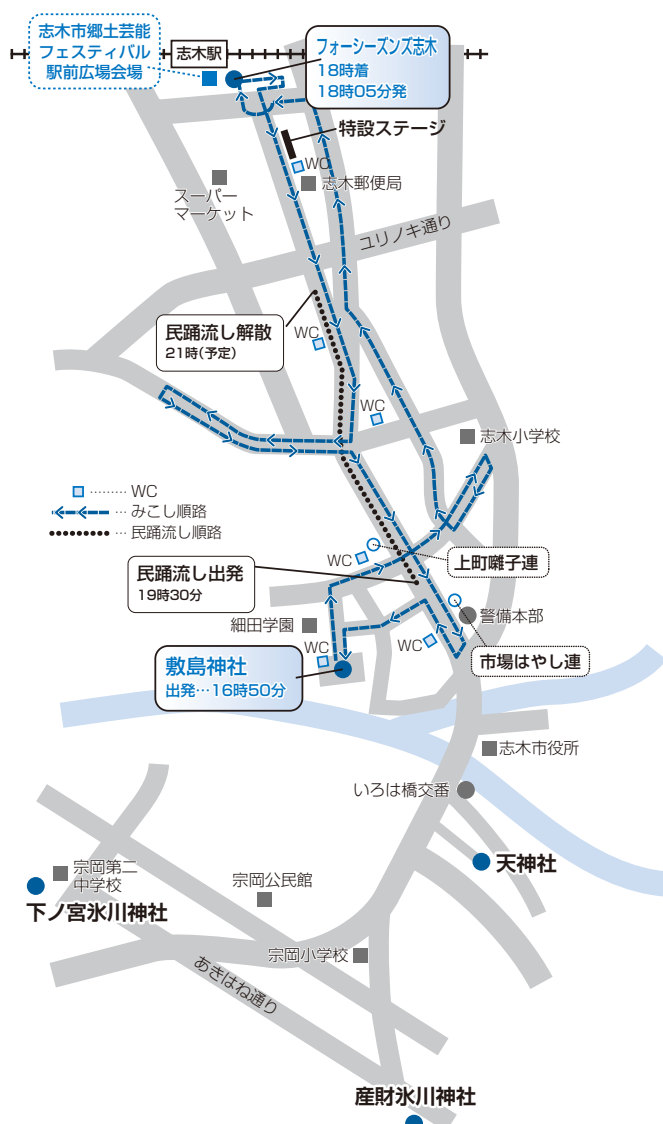 志木市郷土芸能
フェスティバル
駅前広場会場
志木駅
フォーシーズンズ志木
18時着
18時05分発
特設ステージ
WC
志木郵便局
スーパー
マーケット
ユリノキ通り
民踊流し解散
21時(予定)
WC
WC
志木小学校
WC
みこし順路
民踊流し順路
WC
上町囃子連
民踊流し出発
19時30分
細田学園
警備本部
WC
WC
市場はやし連
敷島神社
出発…16時50分
志木市役所
いろは橋交番
天神社
宗岡第二
中学校
宗岡公民館
下ノ宮氷川神社
宗岡小学校
あきはね通り
産財氷川神社